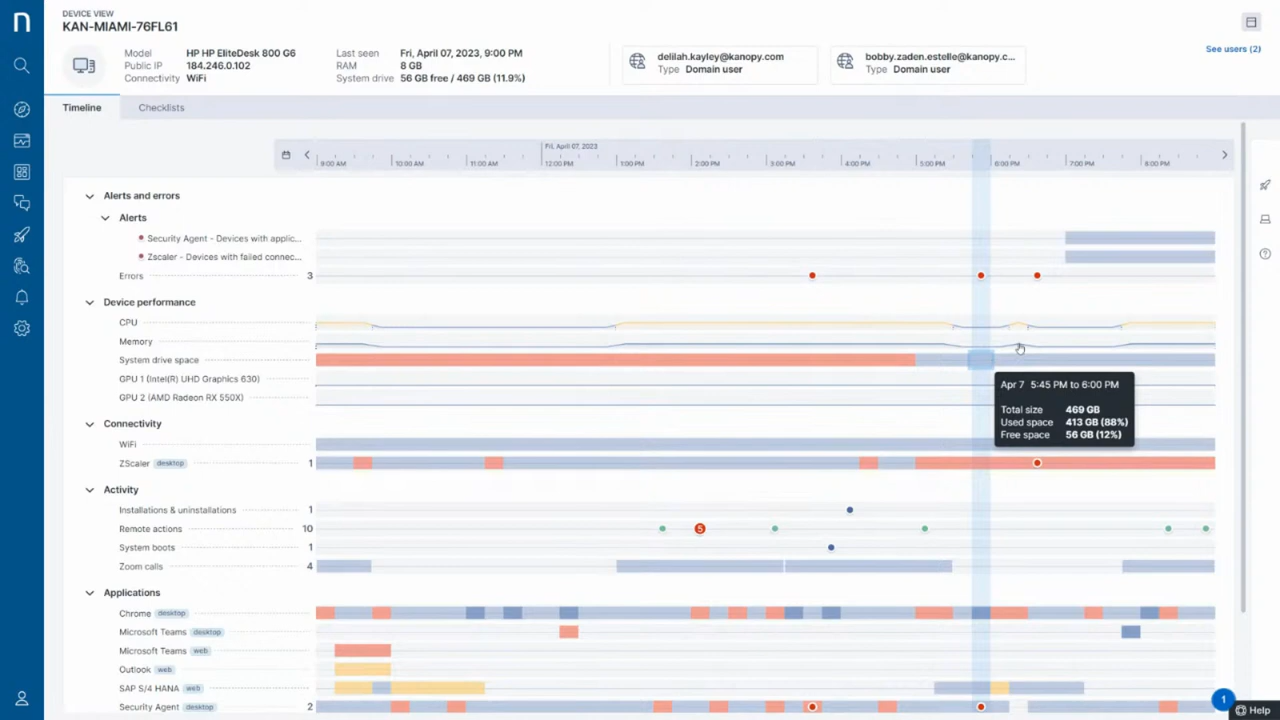 n
DEVICE VIEW
KAN-MIAMI-76FL61
Model HP HP EliteDesk 800 G6
Public IP 184.246.0.102
Connectivity WiFi
Last seen Fri, April 07, 2023, 9:00 PM
RAM 8 GB
System drive 56 GB free / 469 GB (11.9%)
delilah.kayley@kanopy.com
Type Domain user
bobby.zaden.estelle@kanopy.c...
Type Domain user
See users (2)
Timeline Checklists
Fri, April 07, 2023
9:00 AM 10:00 AM 11:00 AM 12:00 PM 1:00 PM 2:00 PM 3:00 PM 4:00 PM 5:00 PM 6:00 PM 7:00 PM 8:00 PM
Alerts and errors
Alerts
Security Agent - Devices with applic...
Zscaler - Devices with failed connec...
Errors 3
Device performance
CPU
Memory
System drive space
GPU 1 (Intel(R) UHD Graphics 630)
GPU 2 (AMD Radeon RX 550X)
Apr 7 5:45 PM to 6:00 PM
Total size 469 GB
Used space 413 GB (88%)
Free space 56 GB (12%)
Connectivity
WiFi
ZScaler desktop 1
Activity
Installations & uninstallations 1
Remote actions 10
5
System boots 1
Zoom calls 4
Applications
Chrome desktop
Microsoft Teams desktop
Microsoft Teams web
Outlook web
SAP S/4 HANA web
Security Agent desktop 2
1
Help